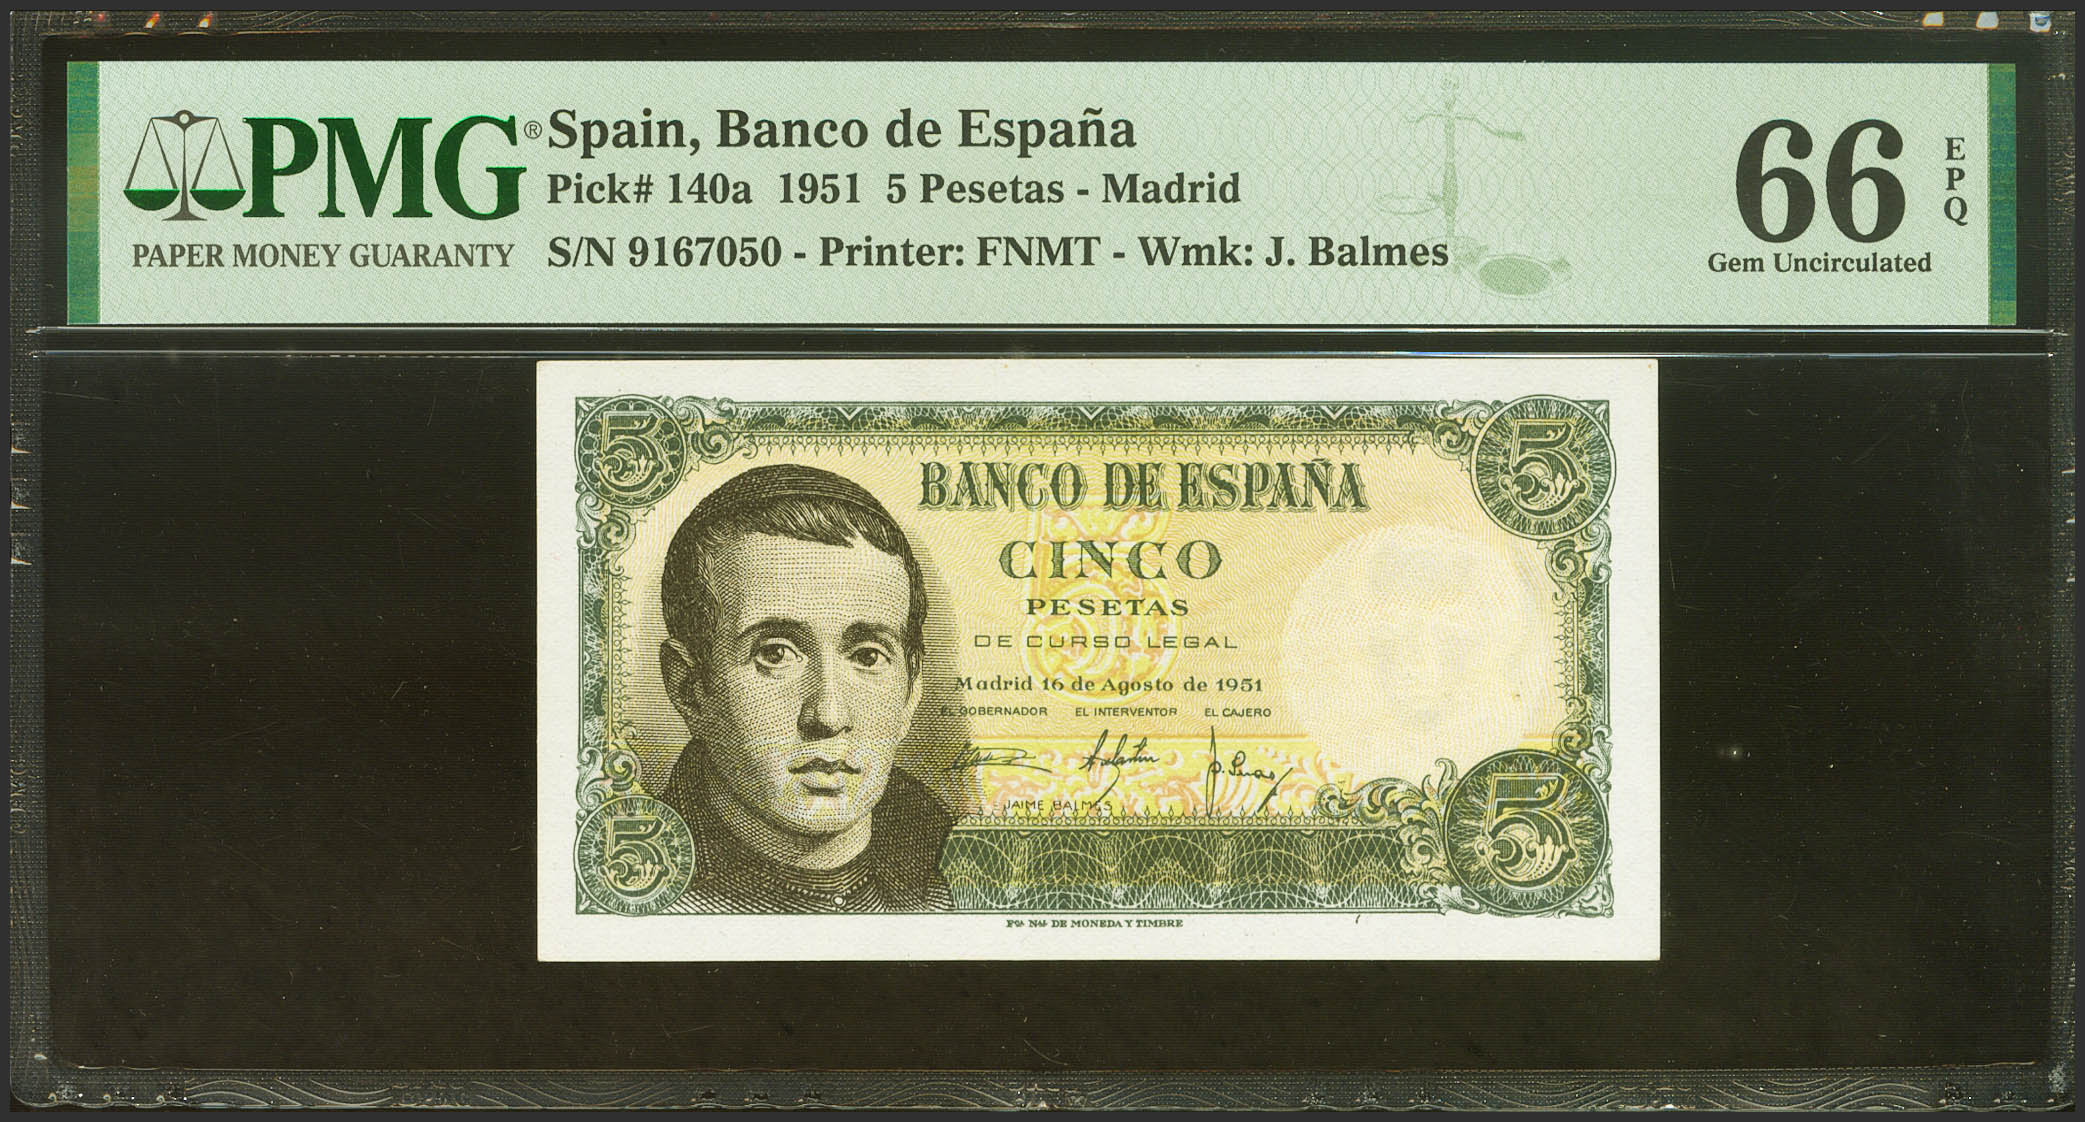 PMG®
PAPER MONEY GUARANTY
Spain, Banco de España
Pick# 140a 1951 5 Pesetas - Madrid
S/N 9167050 - Printer: FNMT - Wmk: J. Balmes
66
EPQ
Gem Uncirculated
5
5
BANCO DE ESPAÑA
CINCO
PESETAS
DE CURSO LEGAL
Madrid 16 de Agosto de 1951
EL GOBERNADOR EL INTERVENTOR EL CAJERO
JAIME BALMES
5
5
Fca. Nal. DE MONEDA Y TIMBRE